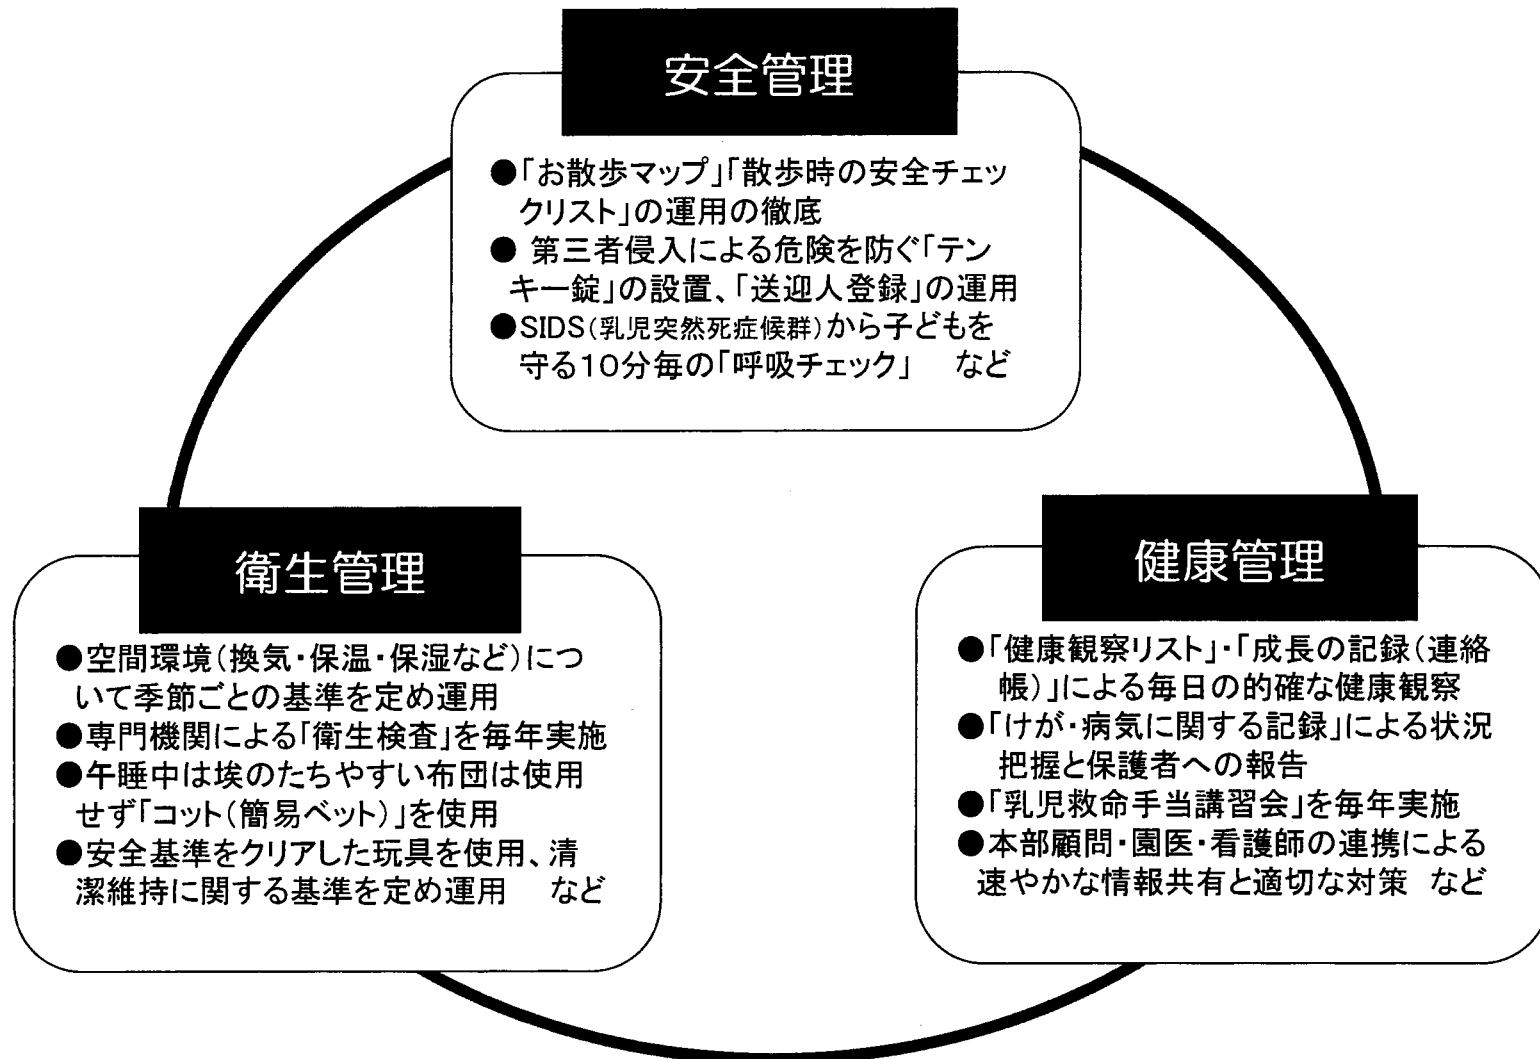 安全管理
●「お散歩マップ」「散歩時の安全チェッ
クリスト」の運用の徹底
● 第三者侵入による危険を防ぐ「テン
キー錠」の設置、「送迎人登録」の運用
●SIDS(乳児突然死症候群)から子どもを
守る10分毎の「呼吸チェック」　など
衛生管理
●空間環境(換気・保温・保湿など)につ
いて季節ごとの基準を定め運用
●専門機関による「衛生検査」を毎年実施
●午睡中は埃のたちやすい布団は使用
せず「コット(簡易ベット)」を使用
●安全基準をクリアした玩具を使用、清
潔維持に関する基準を定め運用　など
健康管理
●「健康観察リスト」・「成長の記録(連絡
帳)」による毎日の的確な健康観察
●「けが・病気に関する記録」による状況
把握と保護者への報告
●「乳児救命手当講習会」を毎年実施
●本部顧問・園医・看護師の連携による
速やかな情報共有と適切な対策　など